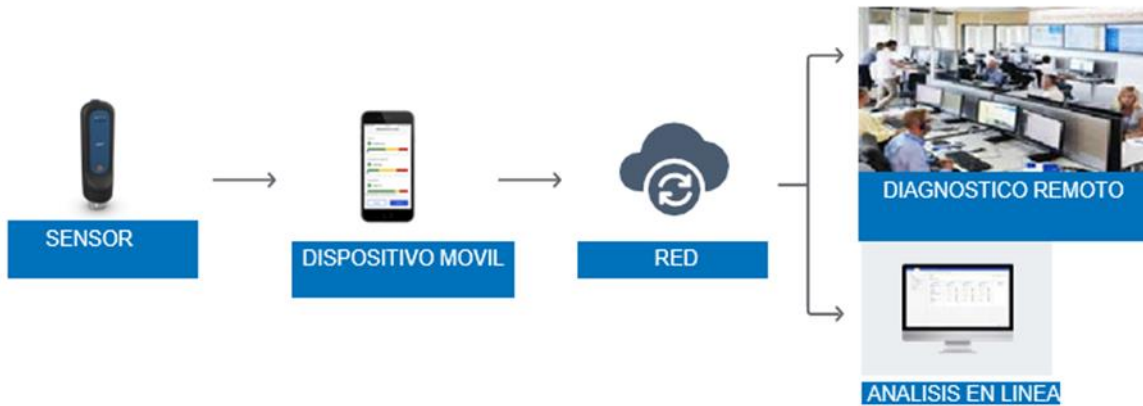 SENSOR
DISPOSITIVO MOVIL
RED
DIAGNOSTICO REMOTO
ANALISIS EN LINEA